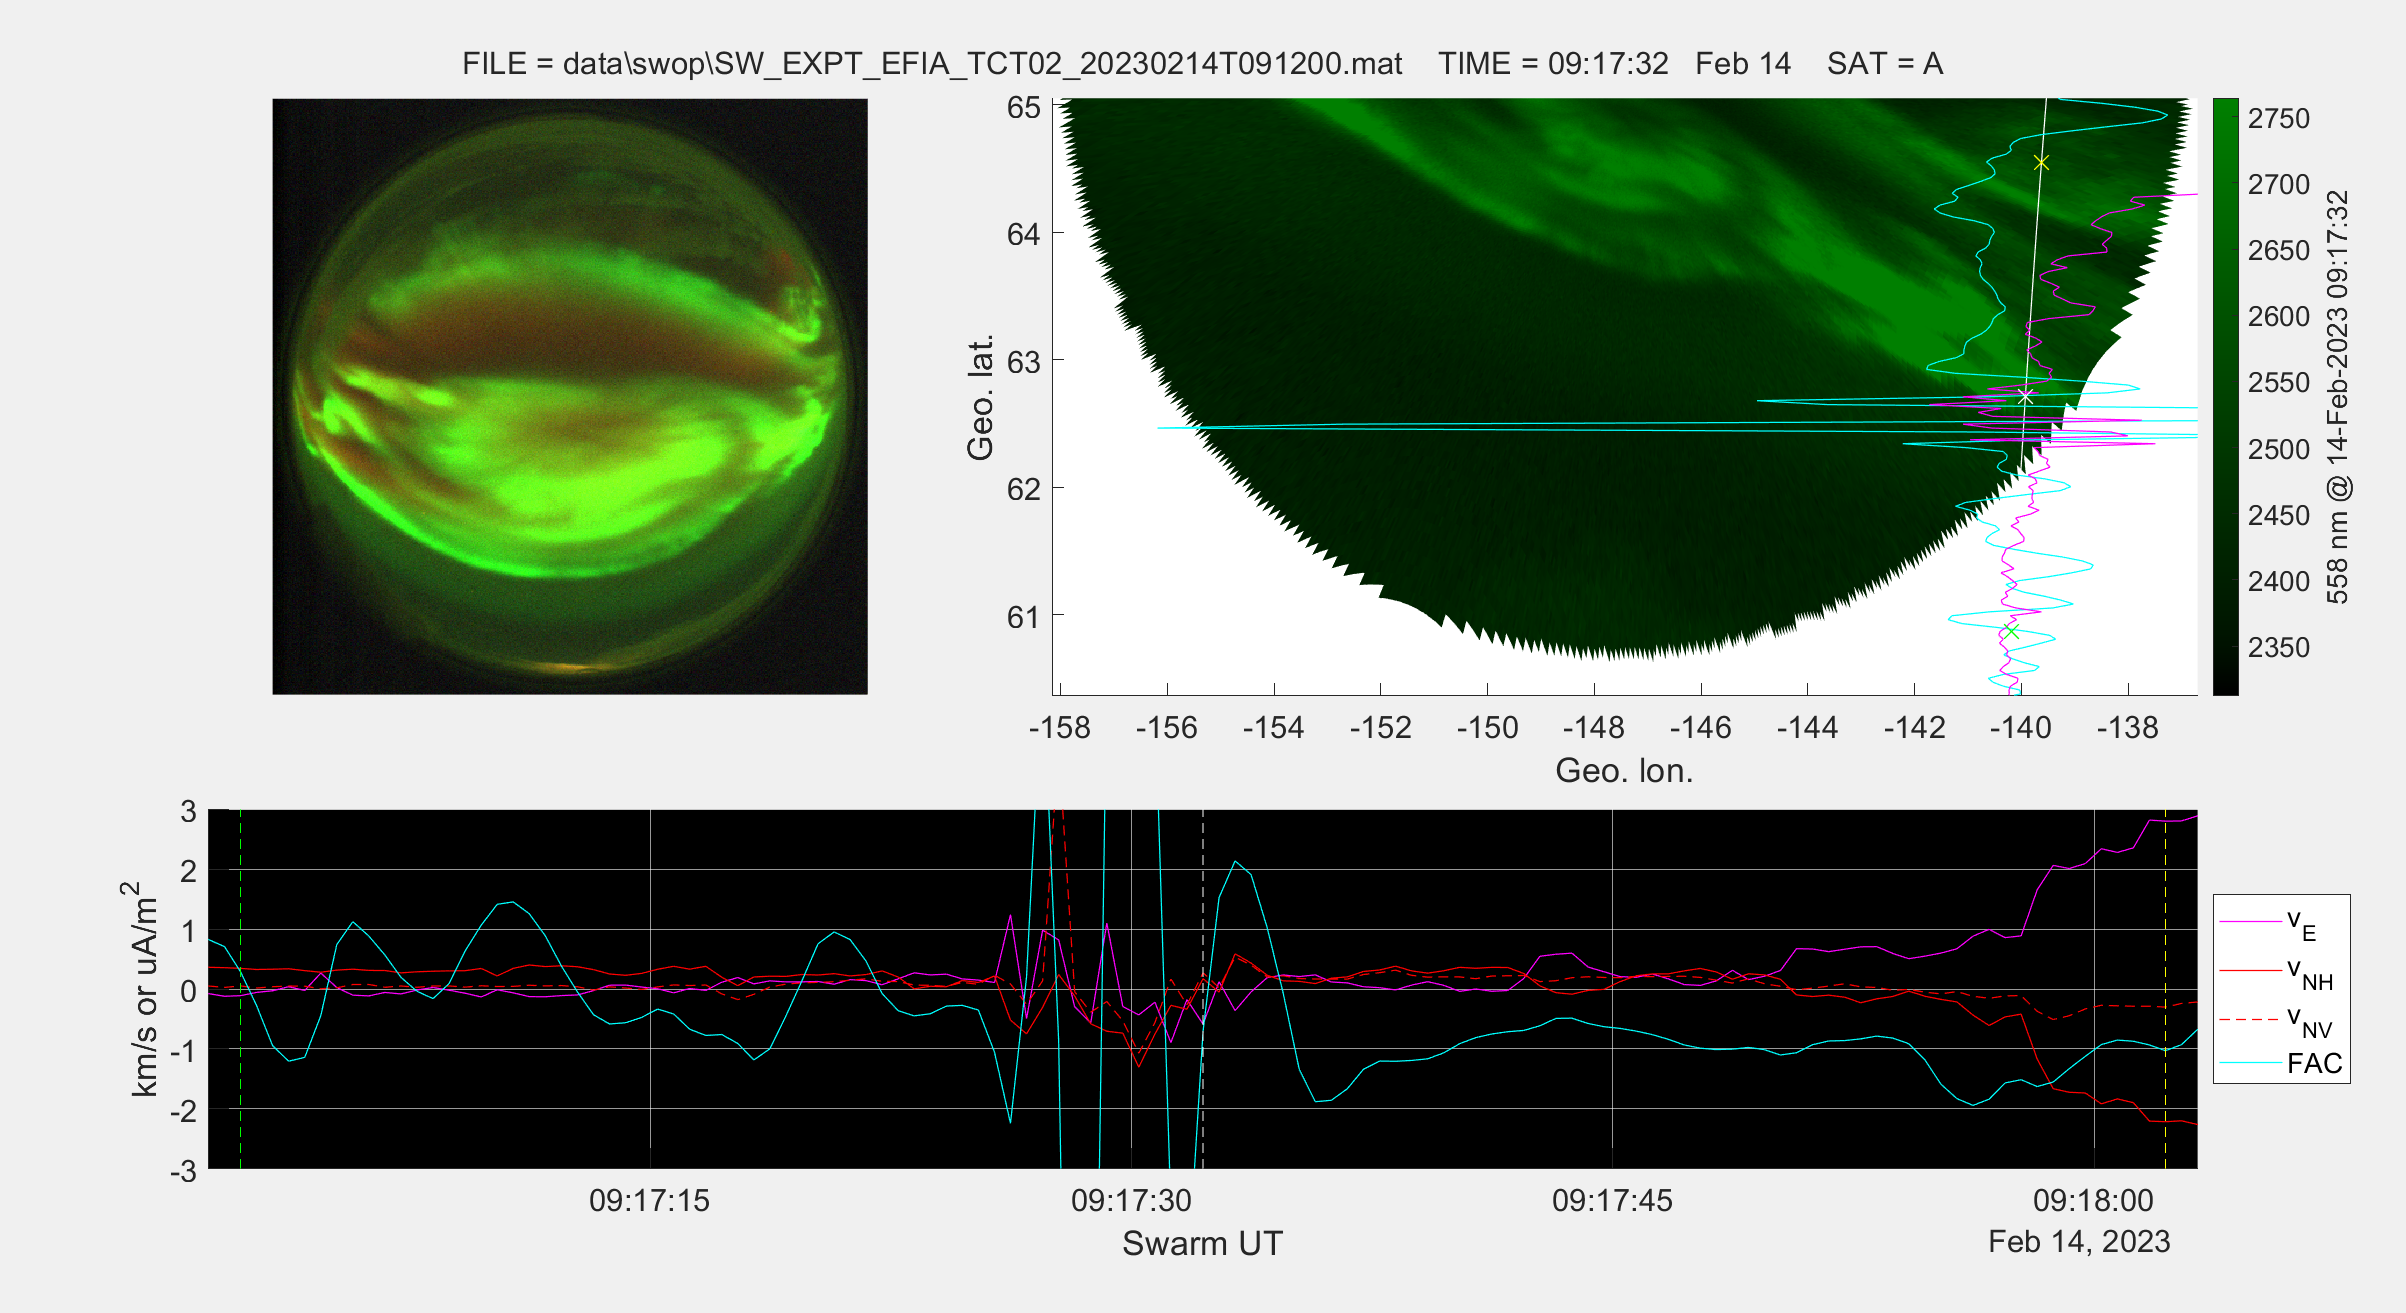 FILE = data\swop\SW_EXPT_EFIA_TCT02_20230214T091200.mat TIME = 09:17:32 Feb 14 SAT = A
65
64
63
62
61
Geo. lat.
-158 -156 -154 -152 -150 -148 -146 -144 -142 -140 -138
Geo. lon.
2750
2700
2650
2600
2550
2500
2450
2400
2350
558 nm @ 14-Feb-2023 09:17:32
3
2
1
0
-1
-2
-3
km/s or uA/m2
09:17:15 09:17:30 09:17:45 09:18:00
Swarm UT
Feb 14, 2023
vE
vNH
vNV
FAC